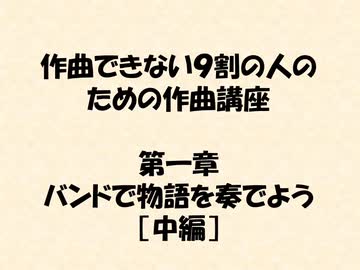 作曲できない9割の人の
ための作曲講座
第一章
バンドで物語を奏でよう
［中編］